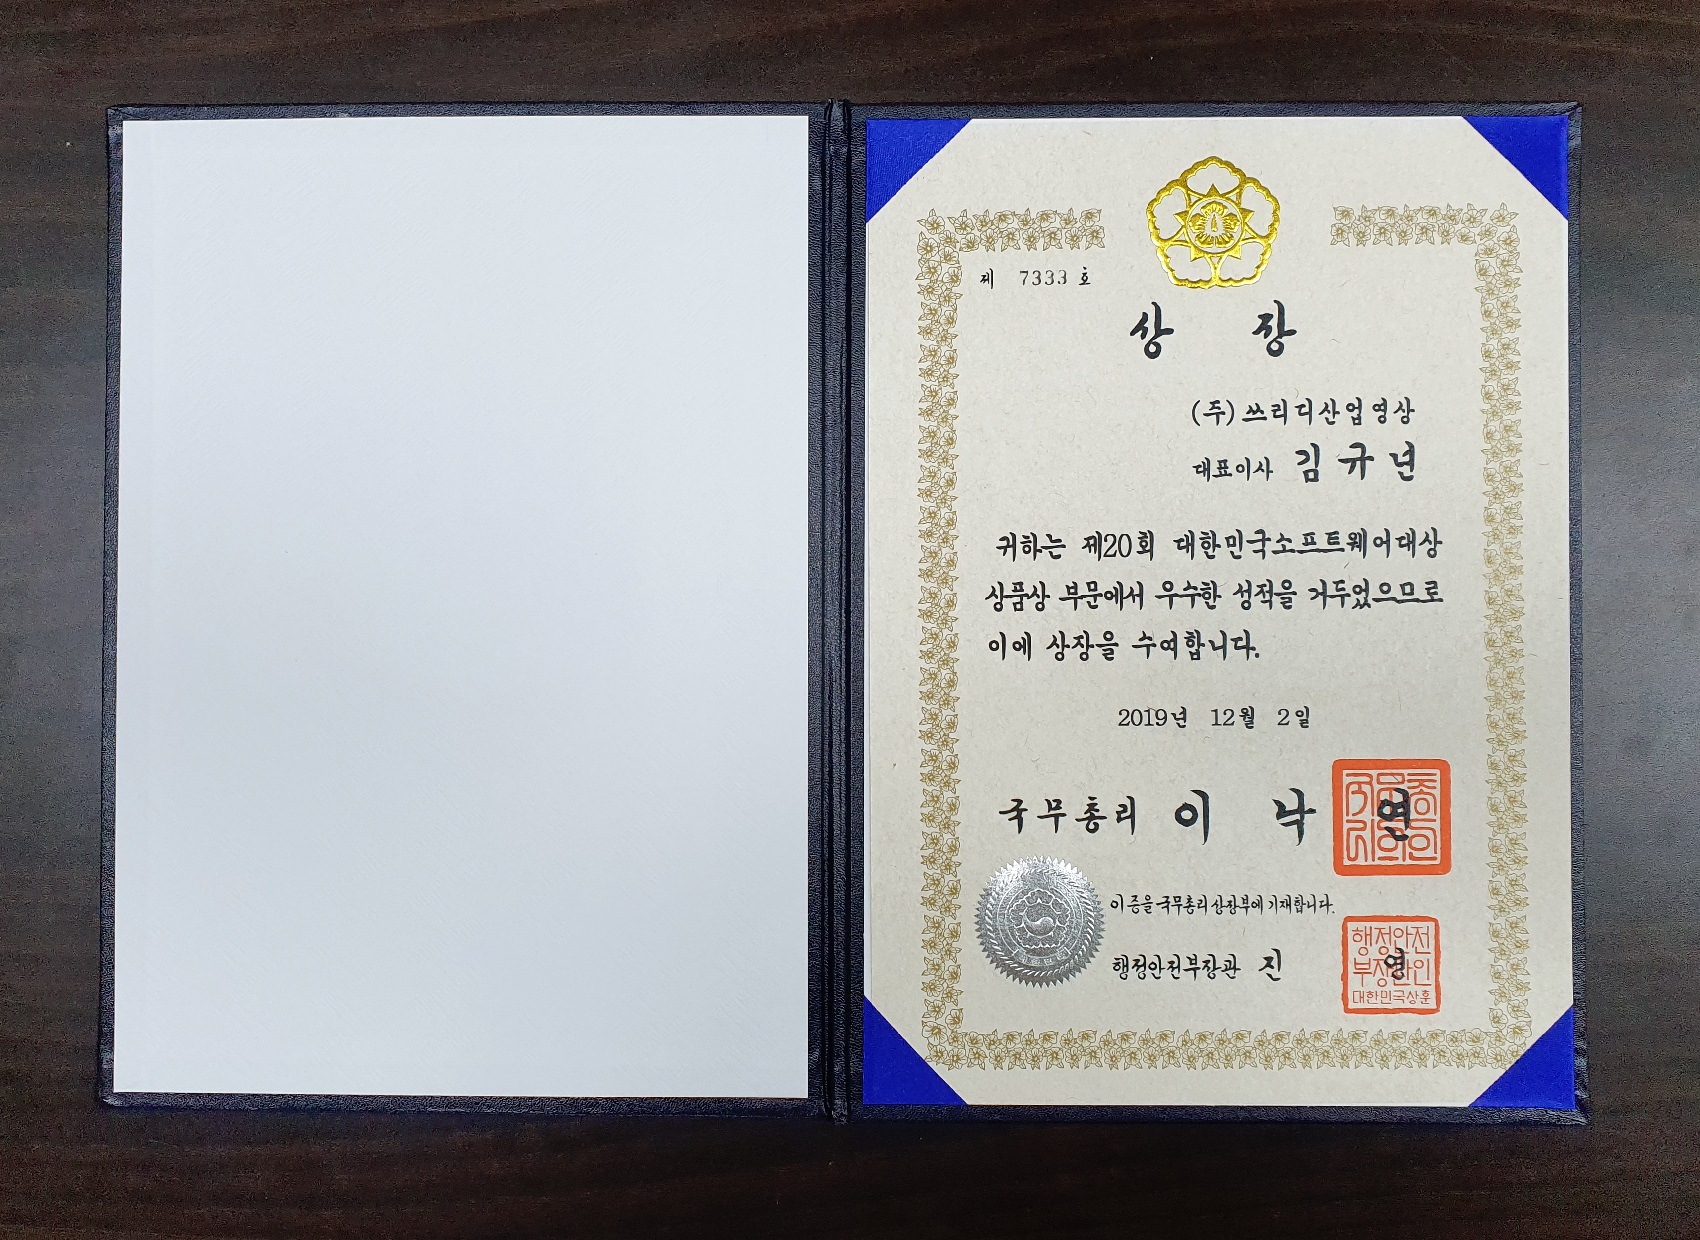 제 7333 호
상 장
(주)쓰리디산업영상
대표이사 김규년
귀하는 제20회 대한민국소프트웨어대상
상품상 부문에서 우수한 성적을 거두었으므로
이에 상장을 수여합니다.
2019년 12월 2일
국무총리 이낙연
국무총리의인
이 증을 국무총리상장부에 기재합니다.
행정안전부장관 진영
행정안전
부장관인
대한민국상훈